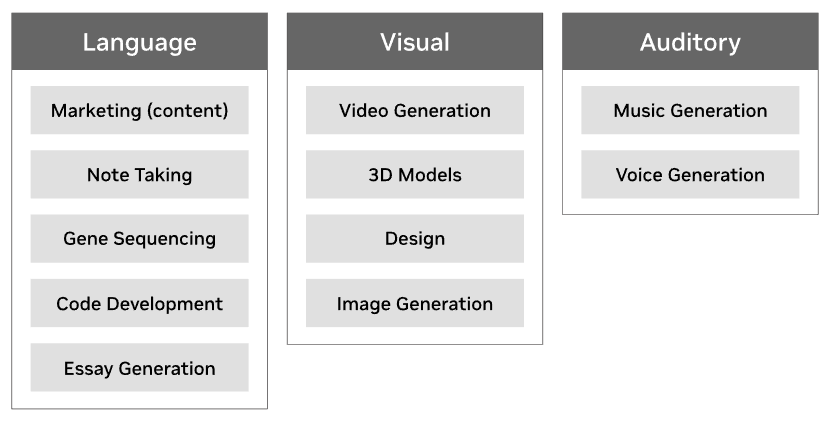 Language
Marketing (content)
Note Taking
Gene Sequencing
Code Development
Essay Generation
Visual
Video Generation
3D Models
Design
Image Generation
Auditory
Music Generation
Voice Generation